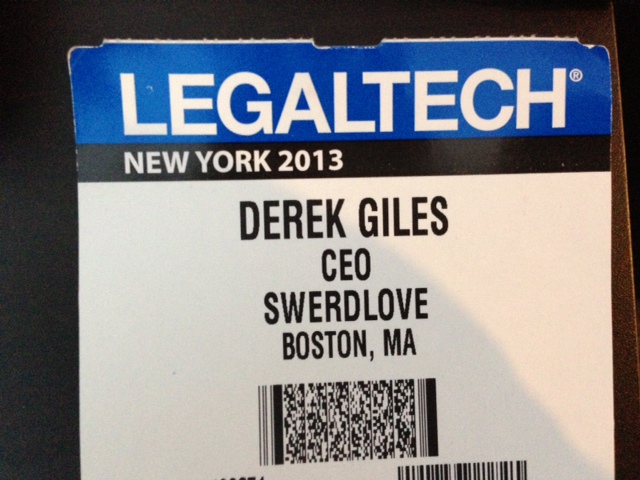 LEGALTECH®
NEW YORK 2013
DEREK GILES
CEO
SWERDLOVE
BOSTON, MA